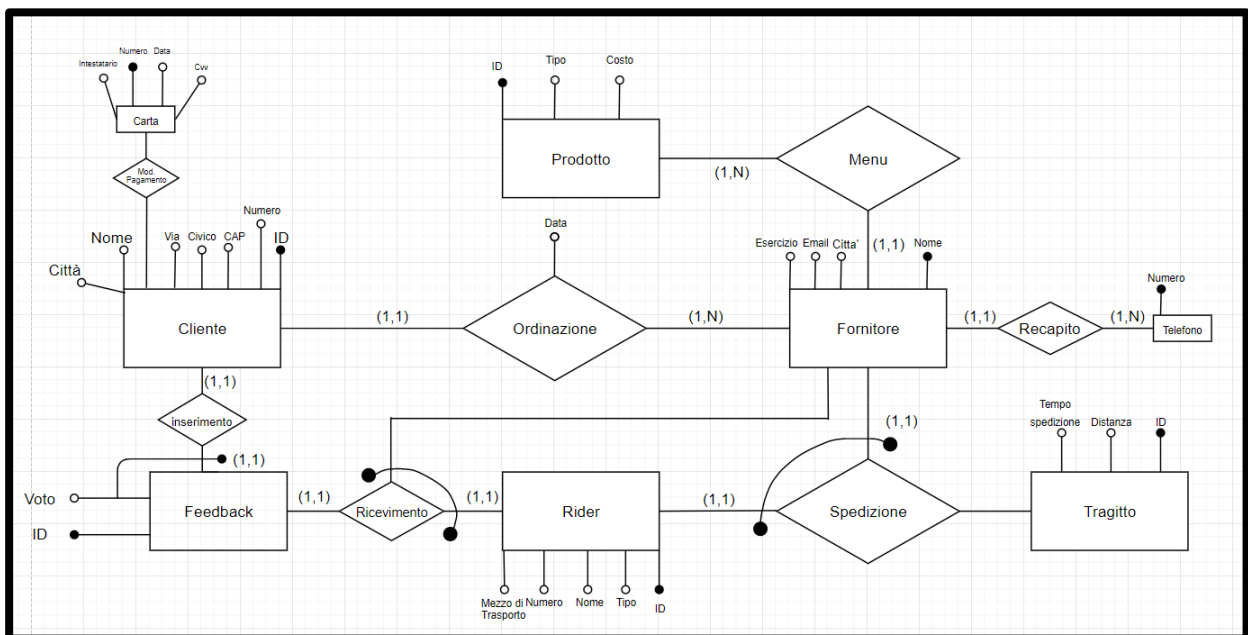 Intestatario
Numero
Data
Cvv
Carta
Mod.
Pagamento
ID
Tipo
Costo
Prodotto
(1,N)
Menu
(1,1)
Nome
Città
Via
Civico
CAP
Numero
ID
Cliente
(1,1)
Data
Ordinazione
(1,N)
Esercizio
Email
Citta'
Nome
Fornitore
(1,1)
Recapito
(1,N)
Numero
Telefono
(1,1)
inserimento
(1,1)
Voto
ID
Feedback
(1,1)
Ricevimento
(1,1)
Rider
Mezzo di
Trasporto
Numero
Nome
Tipo
ID
(1,1)
(1,1)
Spedizione
Tempo
spedizione
Distanza
ID
Tragitto